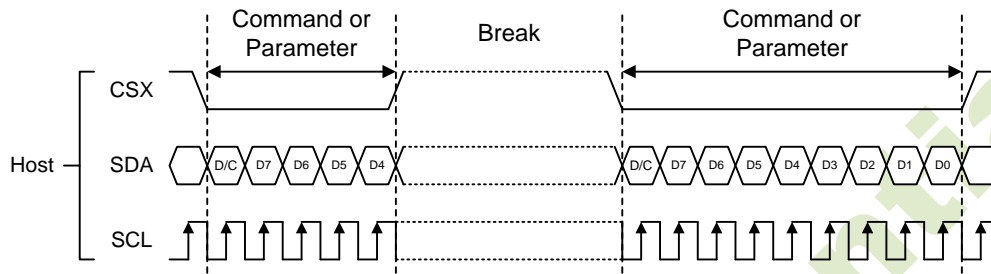 Command or
Parameter
Break
Command or
Parameter
CSX
Host
SDA
D/C D7 D6 D5 D4
D/C D7 D6 D5 D4 D3 D2 D1 D0
SCL